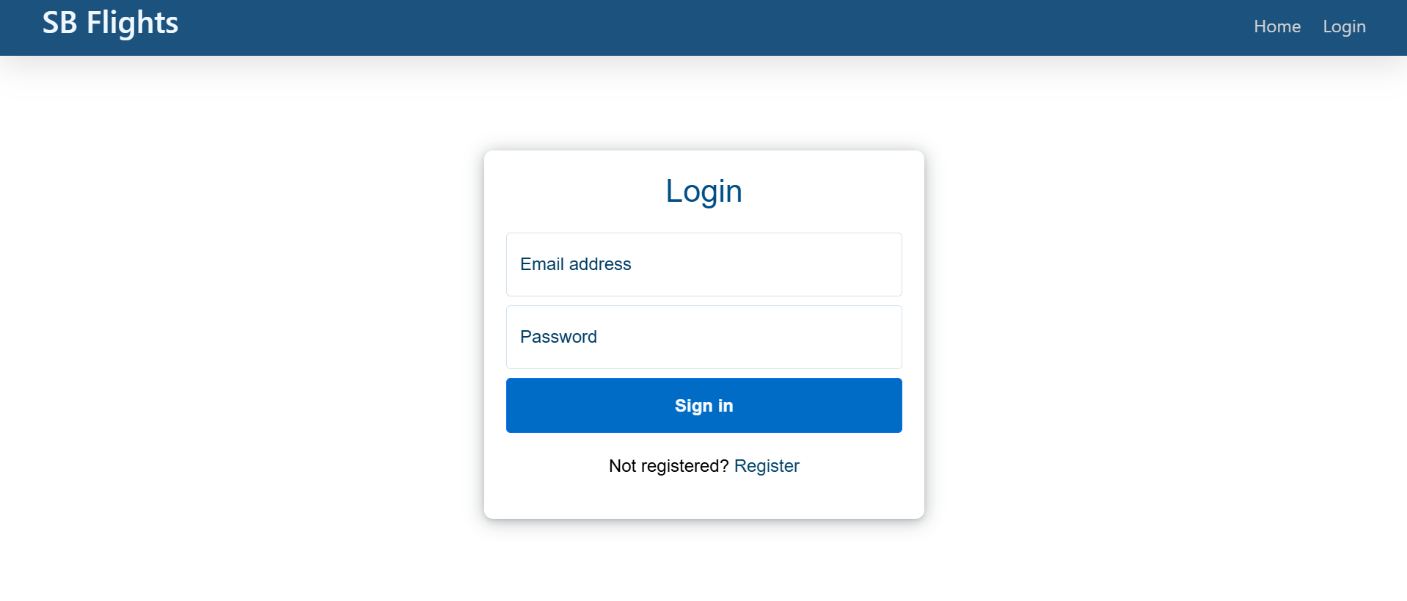 SB Flights
Home Login
Login
Email address
Password
Sign in
Not registered? Register